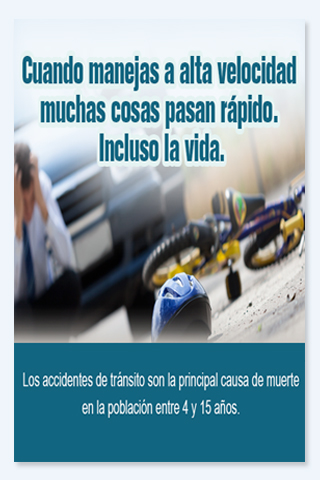 Cuando manejas a alta velocidad
muchas cosas pasan rápido.
Incluso la vida.
Los accidentes de tránsito son la principal causa de muerte
en la población entre 4 y 15 años.